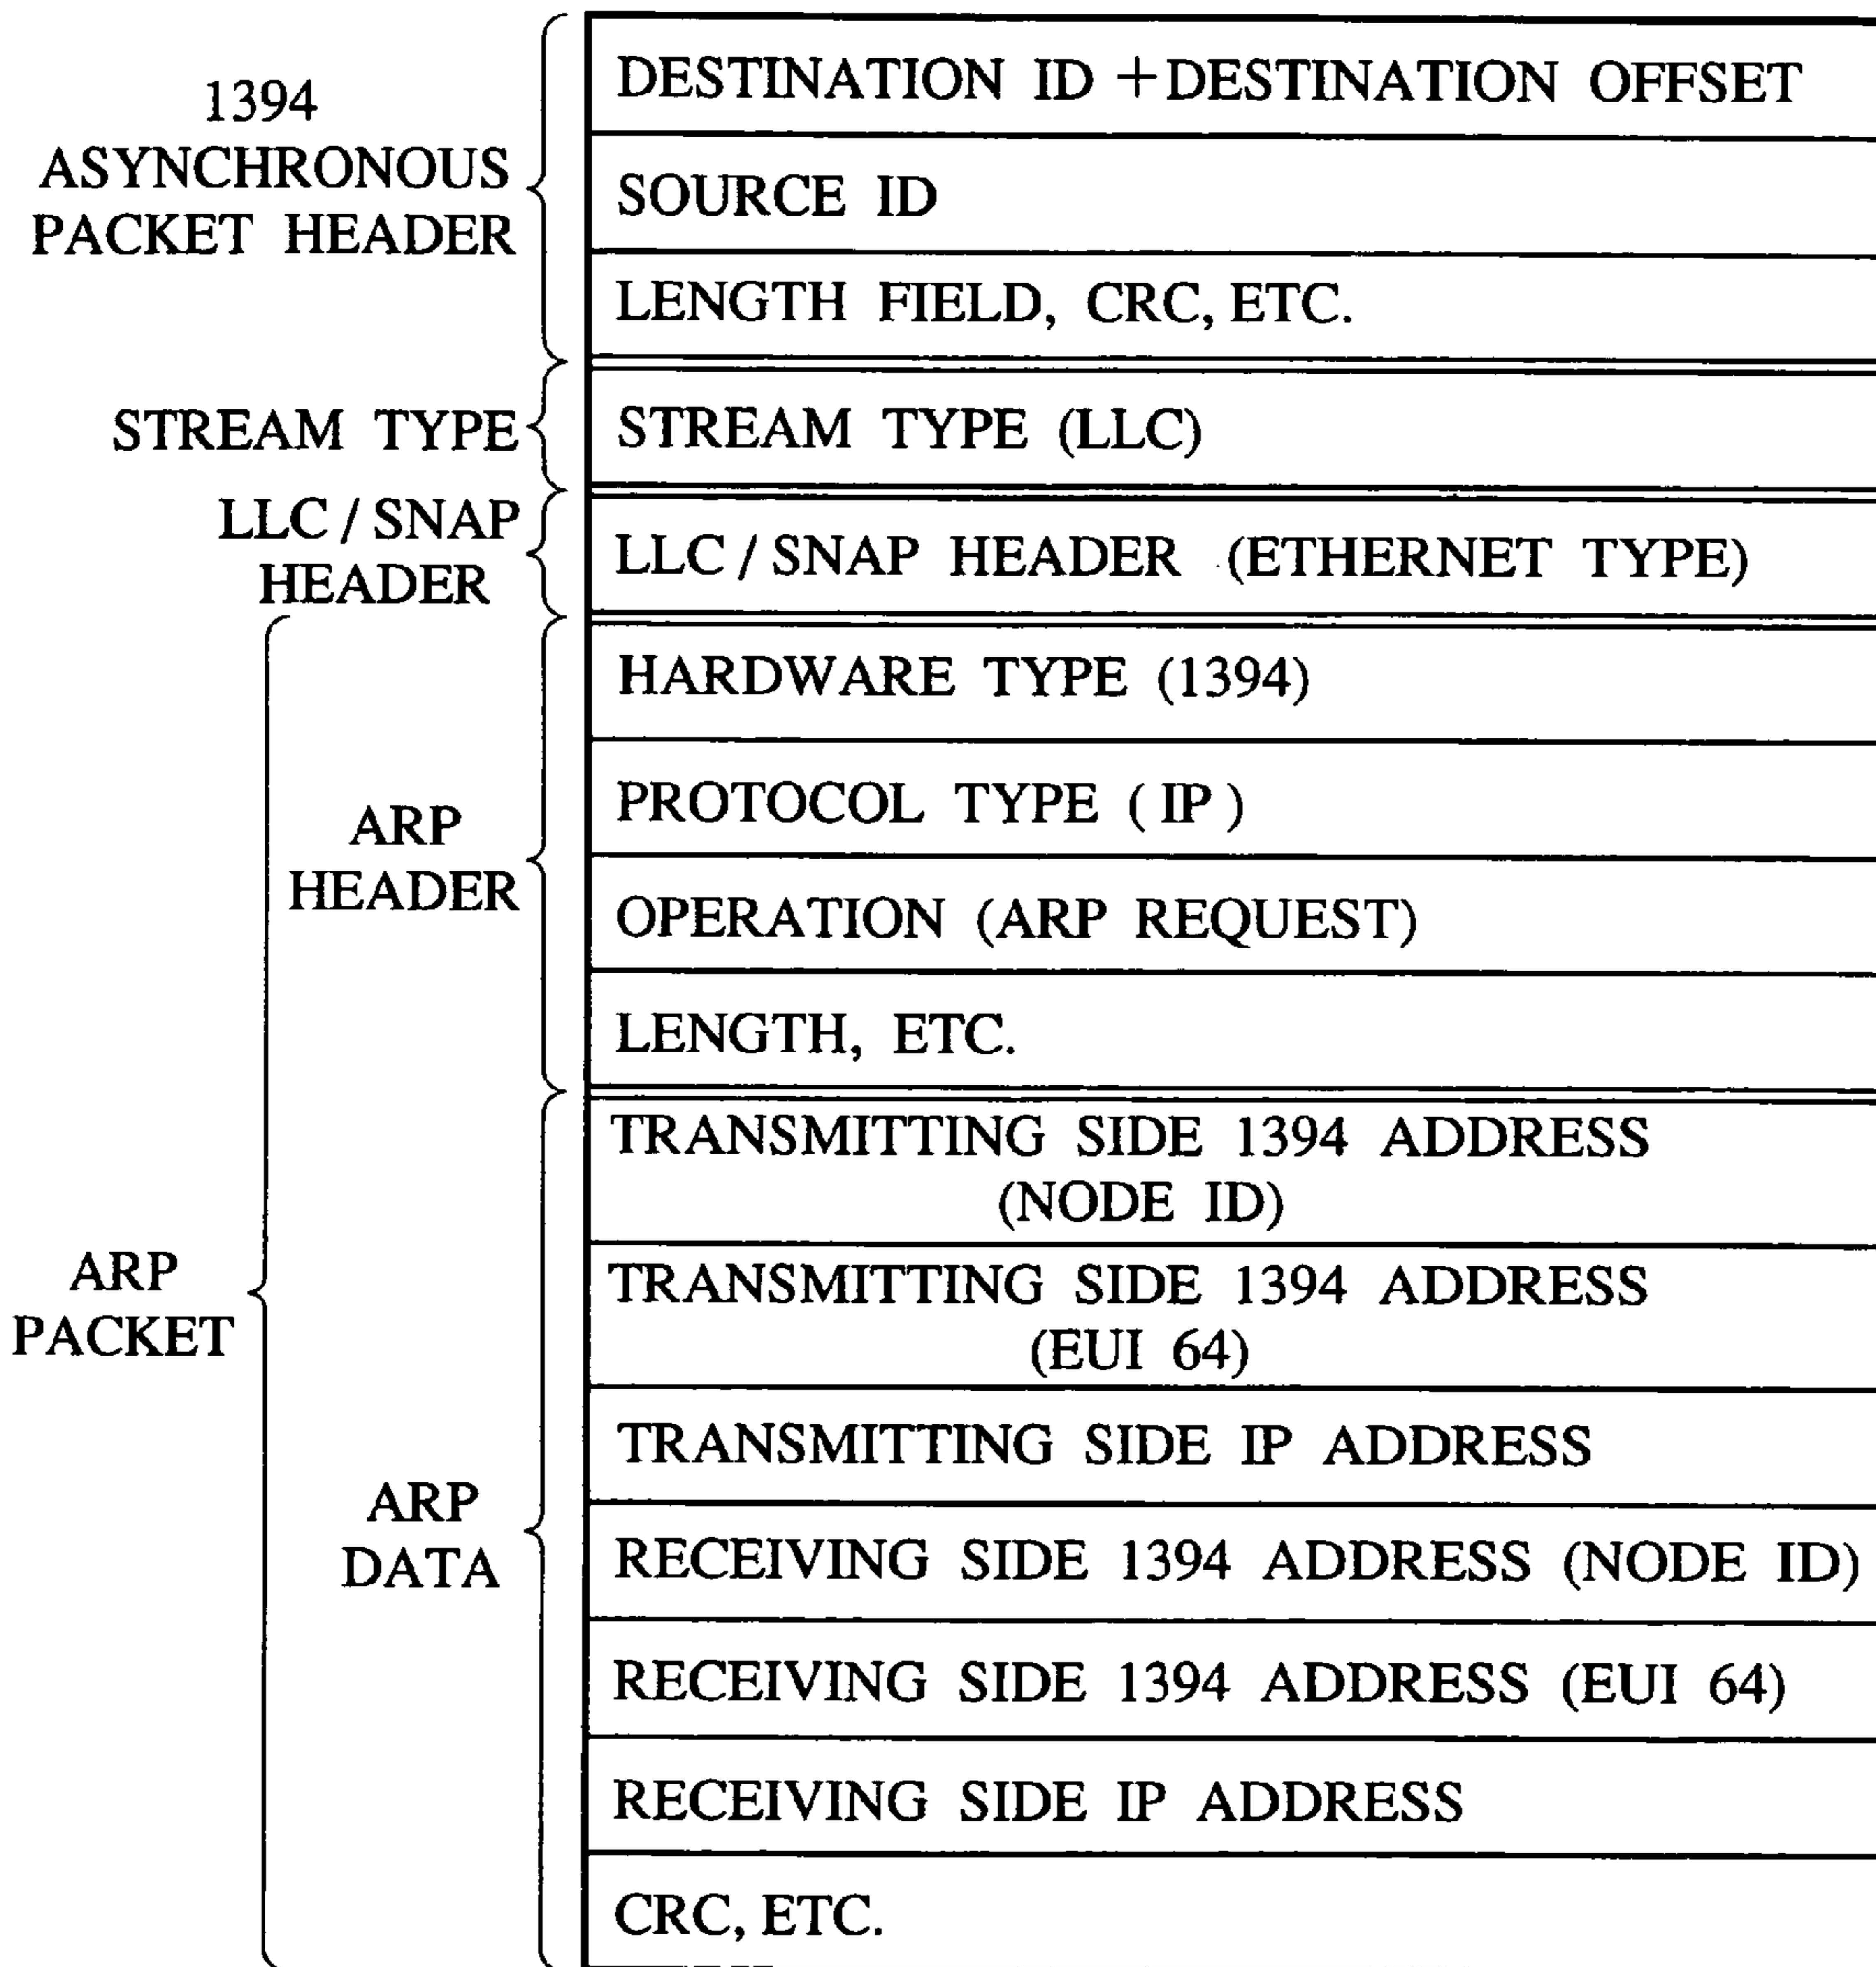 1394
ASYNCHRONOUS
PACKET HEADER
DESTINATION ID +DESTINATION OFFSET
SOURCE ID
LENGTH FIELD, CRC, ETC.
STREAM TYPE
STREAM TYPE (LLC)
LLC / SNAP
HEADER
LLC / SNAP HEADER (ETHERNET TYPE)
ARP
PACKET
ARP
HEADER
HARDWARE TYPE (1394)
PROTOCOL TYPE ( IP )
OPERATION (ARP REQUEST)
LENGTH, ETC.
ARP
DATA
TRANSMITTING SIDE 1394 ADDRESS
(NODE ID)
TRANSMITTING SIDE 1394 ADDRESS
(EUI 64)
TRANSMITTING SIDE IP ADDRESS
RECEIVING SIDE 1394 ADDRESS (NODE ID)
RECEIVING SIDE 1394 ADDRESS (EUI 64)
RECEIVING SIDE IP ADDRESS
CRC, ETC.